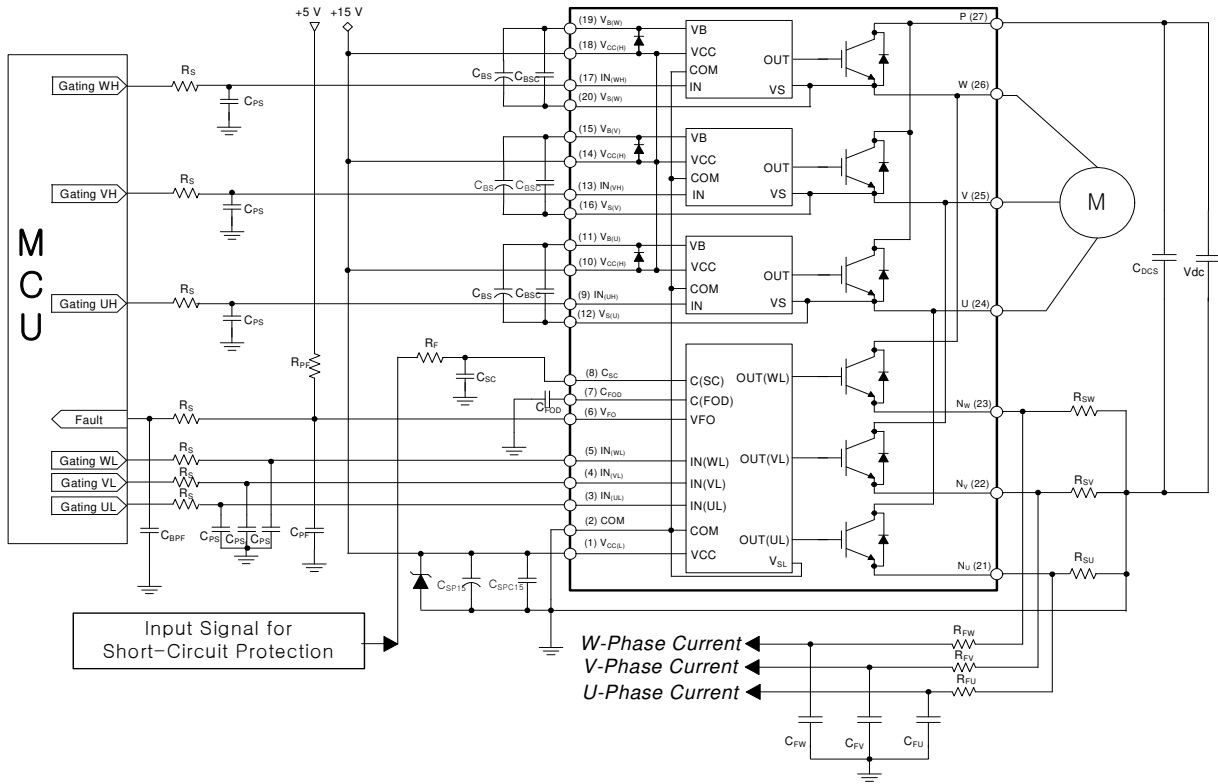 +5 V
+15 V
MCU
Gating WH
Gating VH
Gating UH
Fault
Gating WL
Gating VL
Gating UL
RS
CPS
RS
CPS
RS
CPS
RS
RS
RS
RS
CBPF
CPS
CPS
CPS
RPF
CPF
RF
CSC
CFOD
CSP15
CSPC15
CBS
CBSC
CBS
CBSC
CBS
CBSC
(19) VB(W)
(18) VCC(H)
(17) IN(WH)
(20) VS(W)
(15) VB(V)
(14) VCC(H)
(13) IN(VH)
(16) VS(V)
(11) VB(U)
(10) VCC(H)
(9) IN(UH)
(12) VS(U)
(8) CSC
(7) CFOD
(6) VFO
(5) IN(WL)
(4) IN(VL)
(3) IN(UL)
(2) COM
(1) VCC(L)
VB
VCC
COM
IN
OUT
VS
VB
VCC
COM
IN
OUT
VS
VB
VCC
COM
IN
OUT
VS
C(SC)
C(FOD)
VFO
IN(WL)
IN(VL)
IN(UL)
COM
VCC
OUT(WL)
OUT(VL)
OUT(UL)
VSL
P (27)
W (26)
V (25)
U (24)
NW (23)
NV (22)
NU (21)
M
CDCS
Vdc
RSW
RSV
RSU
Input Signal for
Short-Circuit Protection
W-Phase Current
V-Phase Current
U-Phase Current
RFW
RFV
RFU
CFW
CFV
CFU